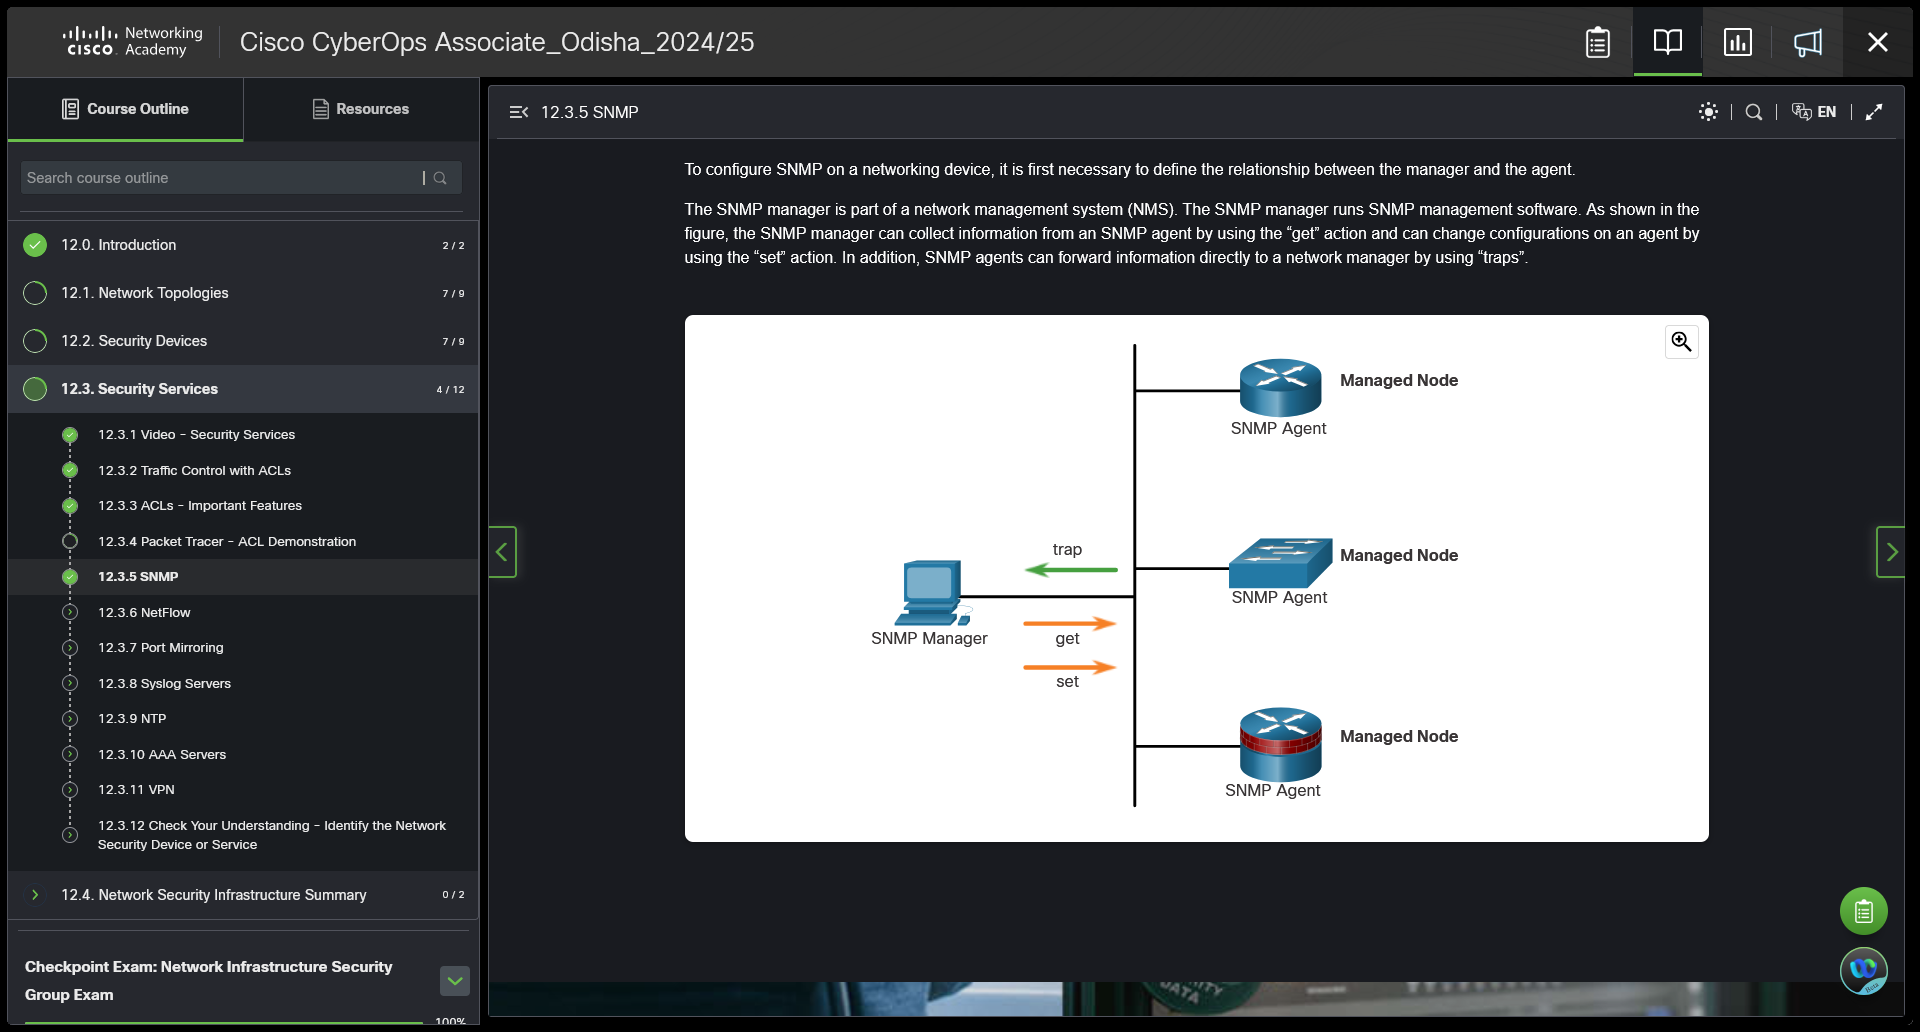 Networking
CISCO Academy
Cisco CyberOps Associate_Odisha_2024/25
Course Outline
Resources
Search course outline
12.0. Introduction 2 / 2
12.1. Network Topologies 7 / 9
12.2. Security Devices 7 / 9
12.3. Security Services 4 / 12
12.3.1 Video - Security Services
12.3.2 Traffic Control with ACLs
12.3.3 ACLs - Important Features
12.3.4 Packet Tracer - ACL Demonstration
12.3.5 SNMP
12.3.6 NetFlow
12.3.7 Port Mirroring
12.3.8 Syslog Servers
12.3.9 NTP
12.3.10 AAA Servers
12.3.11 VPN
12.3.12 Check Your Understanding - Identify the Network
Security Device or Service
12.4. Network Security Infrastructure Summary 0 / 2
Checkpoint Exam: Network Infrastructure Security
Group Exam
100%
12.3.5 SNMP
EN
To configure SNMP on a networking device, it is first necessary to define the relationship between the manager and the agent.
The SNMP manager is part of a network management system (NMS). The SNMP manager runs SNMP management software. As shown in the
figure, the SNMP manager can collect information from an SNMP agent by using the “get” action and can change configurations on an agent by
using the “set” action. In addition, SNMP agents can forward information directly to a network manager by using “traps”.
Managed Node
SNMP Agent
trap
Managed Node
SNMP Agent
SNMP Manager
get
set
Managed Node
SNMP Agent
Beta
DATA